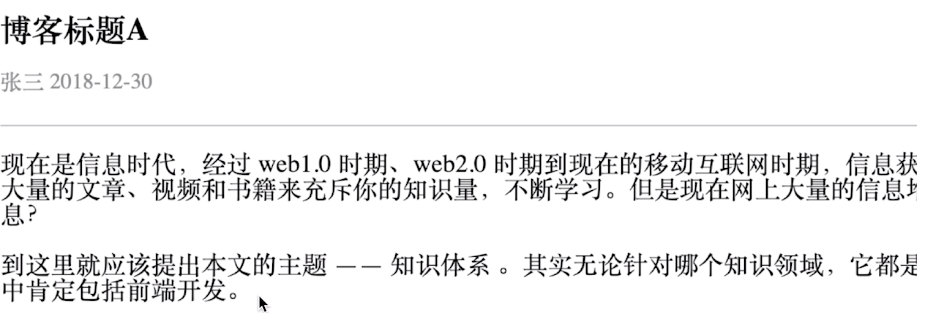 博客标题A
张三 2018-12-30
现在是信息时代，经过 web1.0 时期、web2.0 时期到现在的移动互联网时期，信息获
大量的文章、视频和书籍来充斥你的知识量，不断学习。但是现在网上大量的信息
息？
到这里就应该提出本文的主题 —— 知识体系 。其实无论针对哪个知识领域，它都是
中肯定包括前端开发。